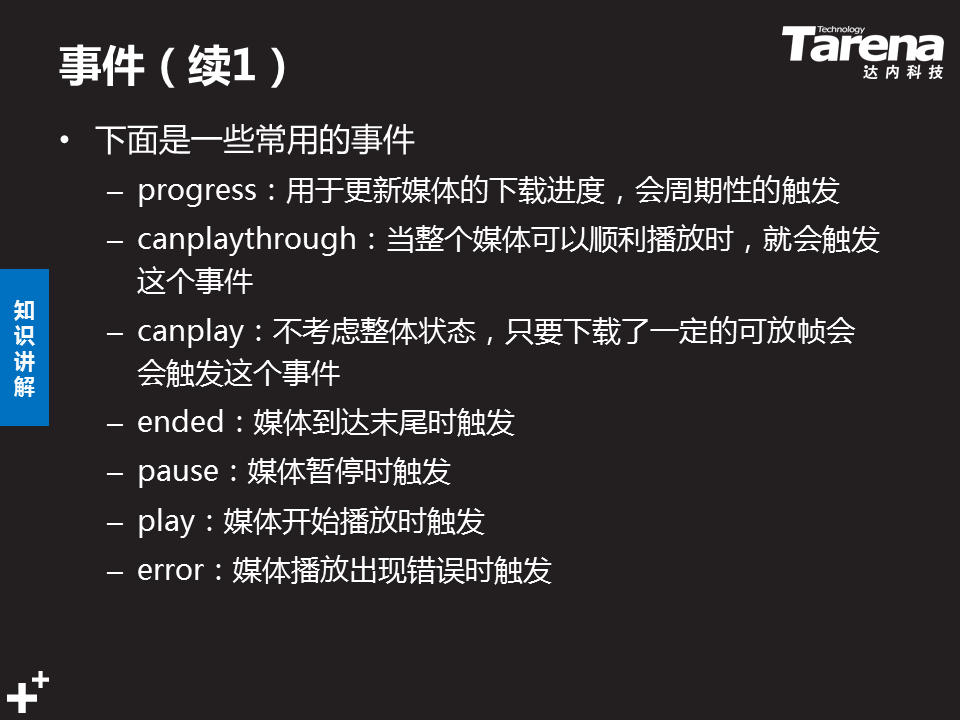 事件（续1）
Technology
Tarena
达内科技
• 下面是一些常用的事件
– progress：用于更新媒体的下载进度，会周期性的触发
– canplaythrough：当整个媒体可以顺利播放时，就会触发
这个事件
– canplay：不考虑整体状态，只要下载了一定的可放帧会
会触发这个事件
– ended：媒体到达末尾时触发
– pause：媒体暂停时触发
– play：媒体开始播放时触发
– error：媒体播放出现错误时触发
知
识
讲
解